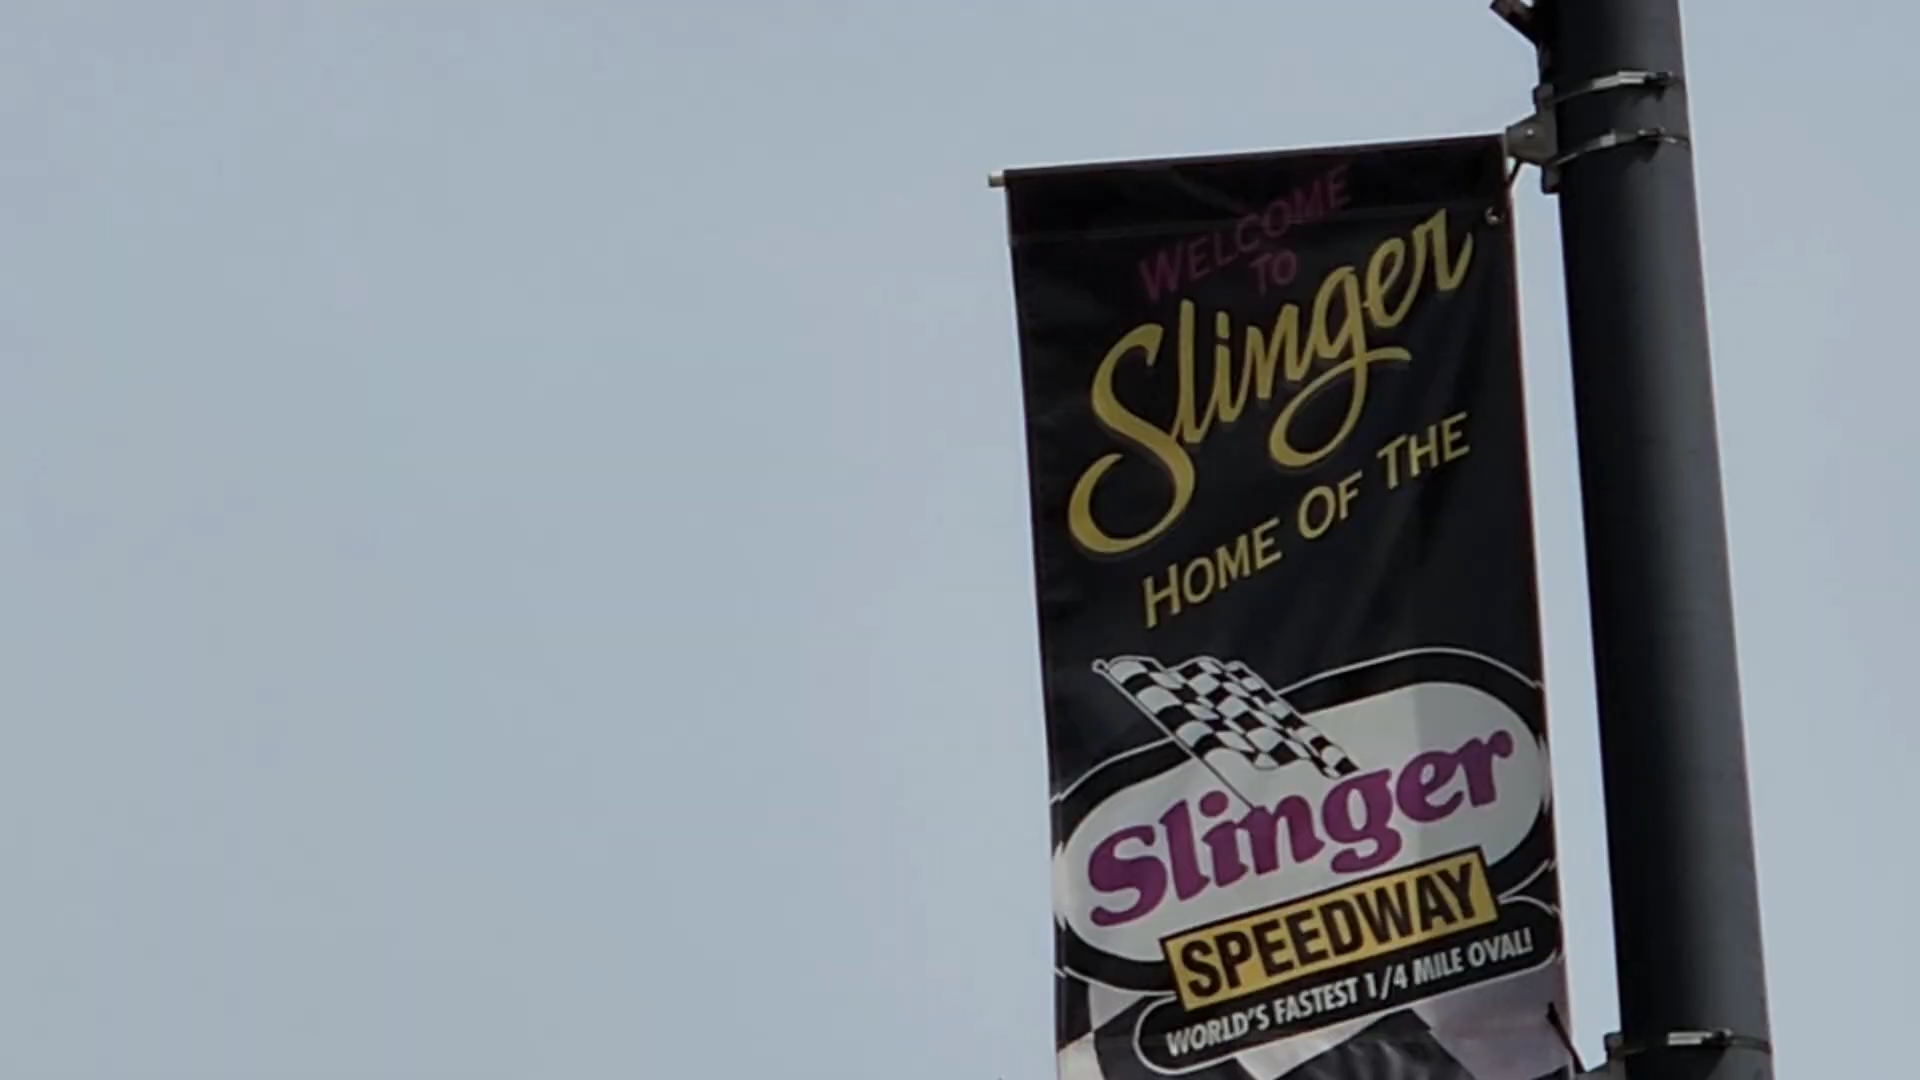 WELCOME
TO
Slinger
HOME OF THE
Slinger
SPEEDWAY
WORLD'S FASTEST 1/4 MILE OVAL!